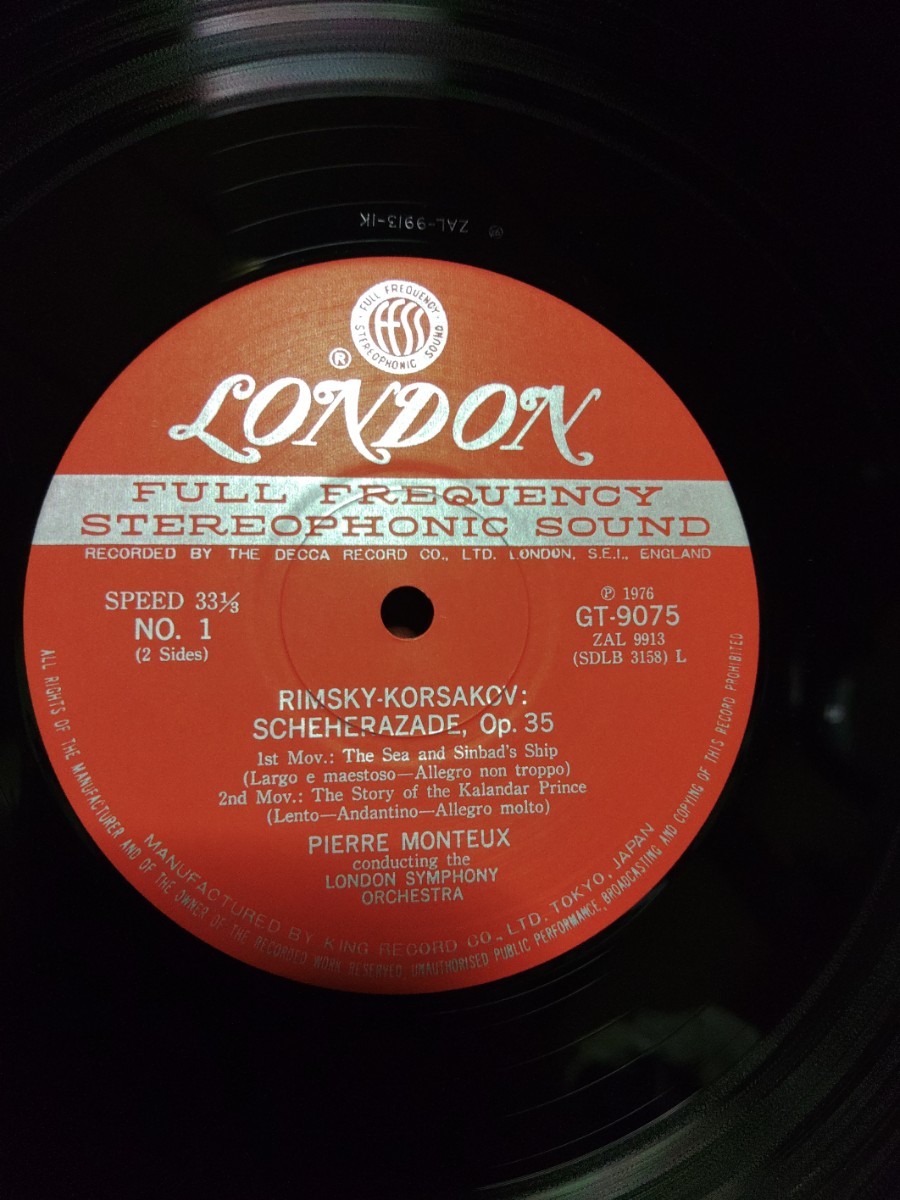 ZAL-9913-1K
FULL FREQUENCY
STEREOPHONIC SOUND
ffss
®
LONDON
FULL FREQUENCY
STEREOPHONIC SOUND
RECORDED BY THE DECCA RECORD CO., LTD. LONDON, S.E.I., ENGLAND
SPEED 33⅓
NO. 1
(2 Sides)
℗ 1976
GT-9075
ZAL 9913
(SDLB 3158) L
RIMSKY-KORSAKOV:
SCHEHERAZADE, Op. 35
1st Mov.: The Sea and Sinbad's Ship
(Largo e maestoso—Allegro non troppo)
2nd Mov.: The Story of the Kalandar Prince
(Lento—Andantino—Allegro molto)
PIERRE MONTEUX
conducting the
LONDON SYMPHONY
ORCHESTRA
MANUFACTURED BY KING RECORD CO., LTD. TOKYO, JAPAN
ALL RIGHTS OF THE MANUFACTURER AND OF THE OWNER OF THE RECORDED WORK RESERVED. UNAUTHORISED PUBLIC PERFORMANCE, BROADCASTING AND COPYING OF THIS RECORD PROHIBITED